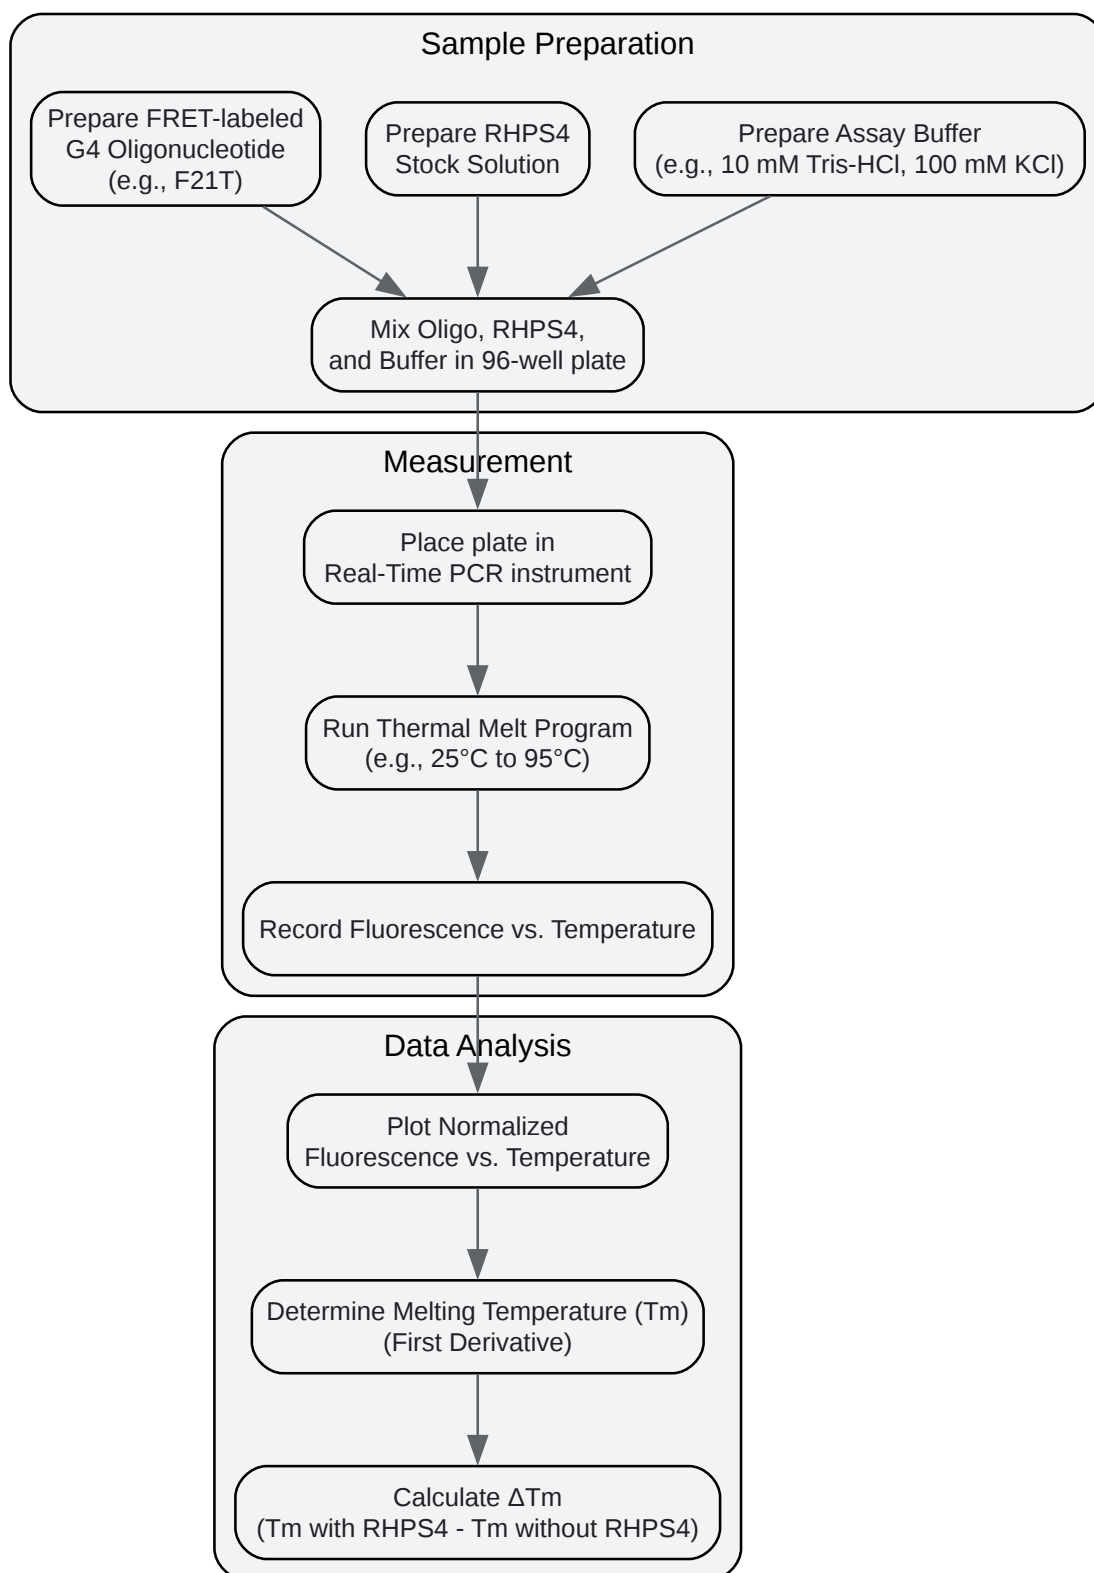 Sample Preparation
Prepare FRET-labeled
G4 Oligonucleotide
(e.g., F21T)
Prepare RHPS4
Stock Solution
Prepare Assay Buffer
(e.g., 10 mM Tris-HCl, 100 mM KCl)
Mix Oligo, RHPS4,
and Buffer in 96-well plate
Measurement
Place plate in
Real-Time PCR instrument
Run Thermal Melt Program
(e.g., 25°C to 95°C)
Record Fluorescence vs. Temperature
Data Analysis
Plot Normalized
Fluorescence vs. Temperature
Determine Melting Temperature (Tm)
(First Derivative)
Calculate ΔTm
(Tm with RHPS4 - Tm without RHPS4)